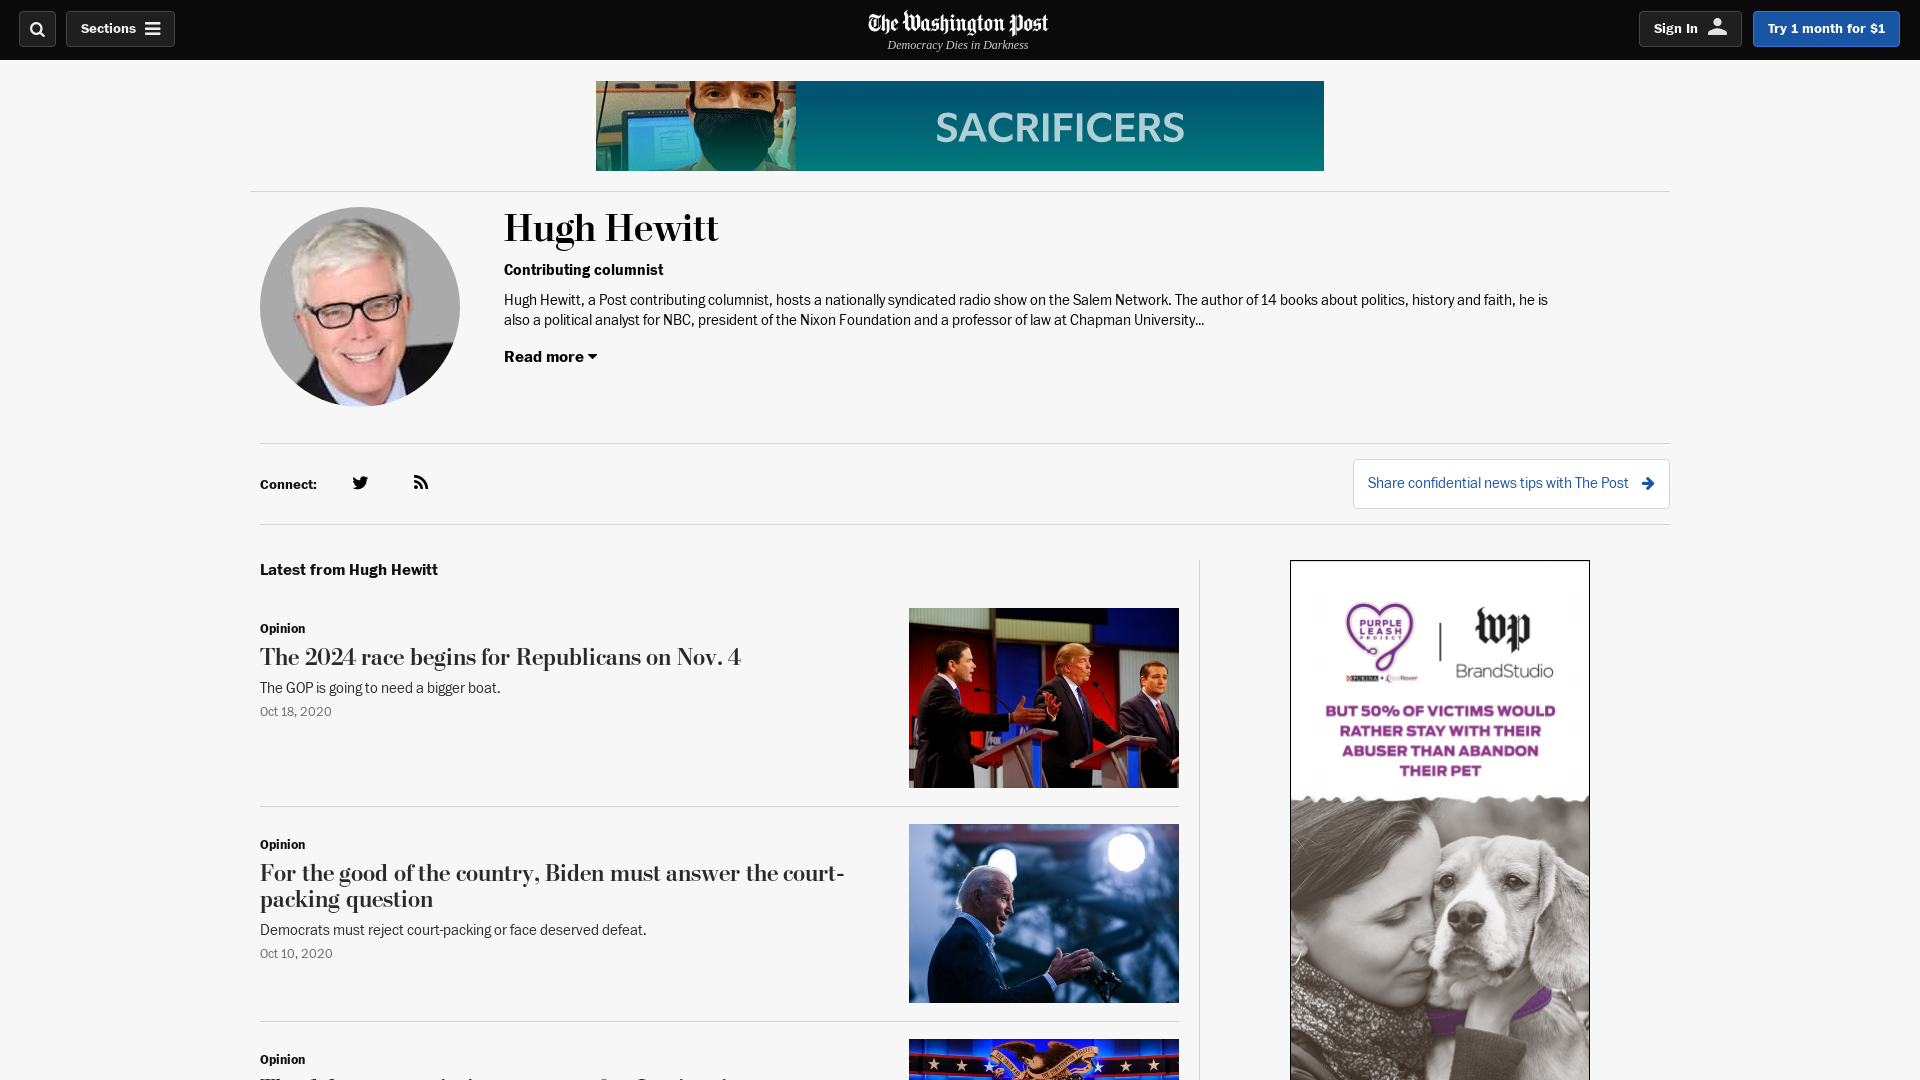 Sections
The Washington Post
Democracy Dies in Darkness
Sign In
Try 1 month for $1
SACRIFICERS
Hugh Hewitt
Contributing columnist
Hugh Hewitt, a Post contributing columnist, hosts a nationally syndicated radio show on the Salem Network. The author of 14 books about politics, history and faith, he is
also a political analyst for NBC, president of the Nixon Foundation and a professor of law at Chapman University...
Read more
Connect:
Share confidential news tips with The Post
Latest from Hugh Hewitt
Opinion
The 2024 race begins for Republicans on Nov. 4
The GOP is going to need a bigger boat.
Oct 18, 2020
Opinion
For the good of the country, Biden must answer the court-
packing question
Democrats must reject court-packing or face deserved defeat.
Oct 10, 2020
Opinion
PURPLE
LEASH
PROJECT
PURINA + RedRover
wp
BrandStudio
BUT 50% OF VICTIMS WOULD
RATHER STAY WITH THEIR
ABUSER THAN ABANDON
THEIR PET